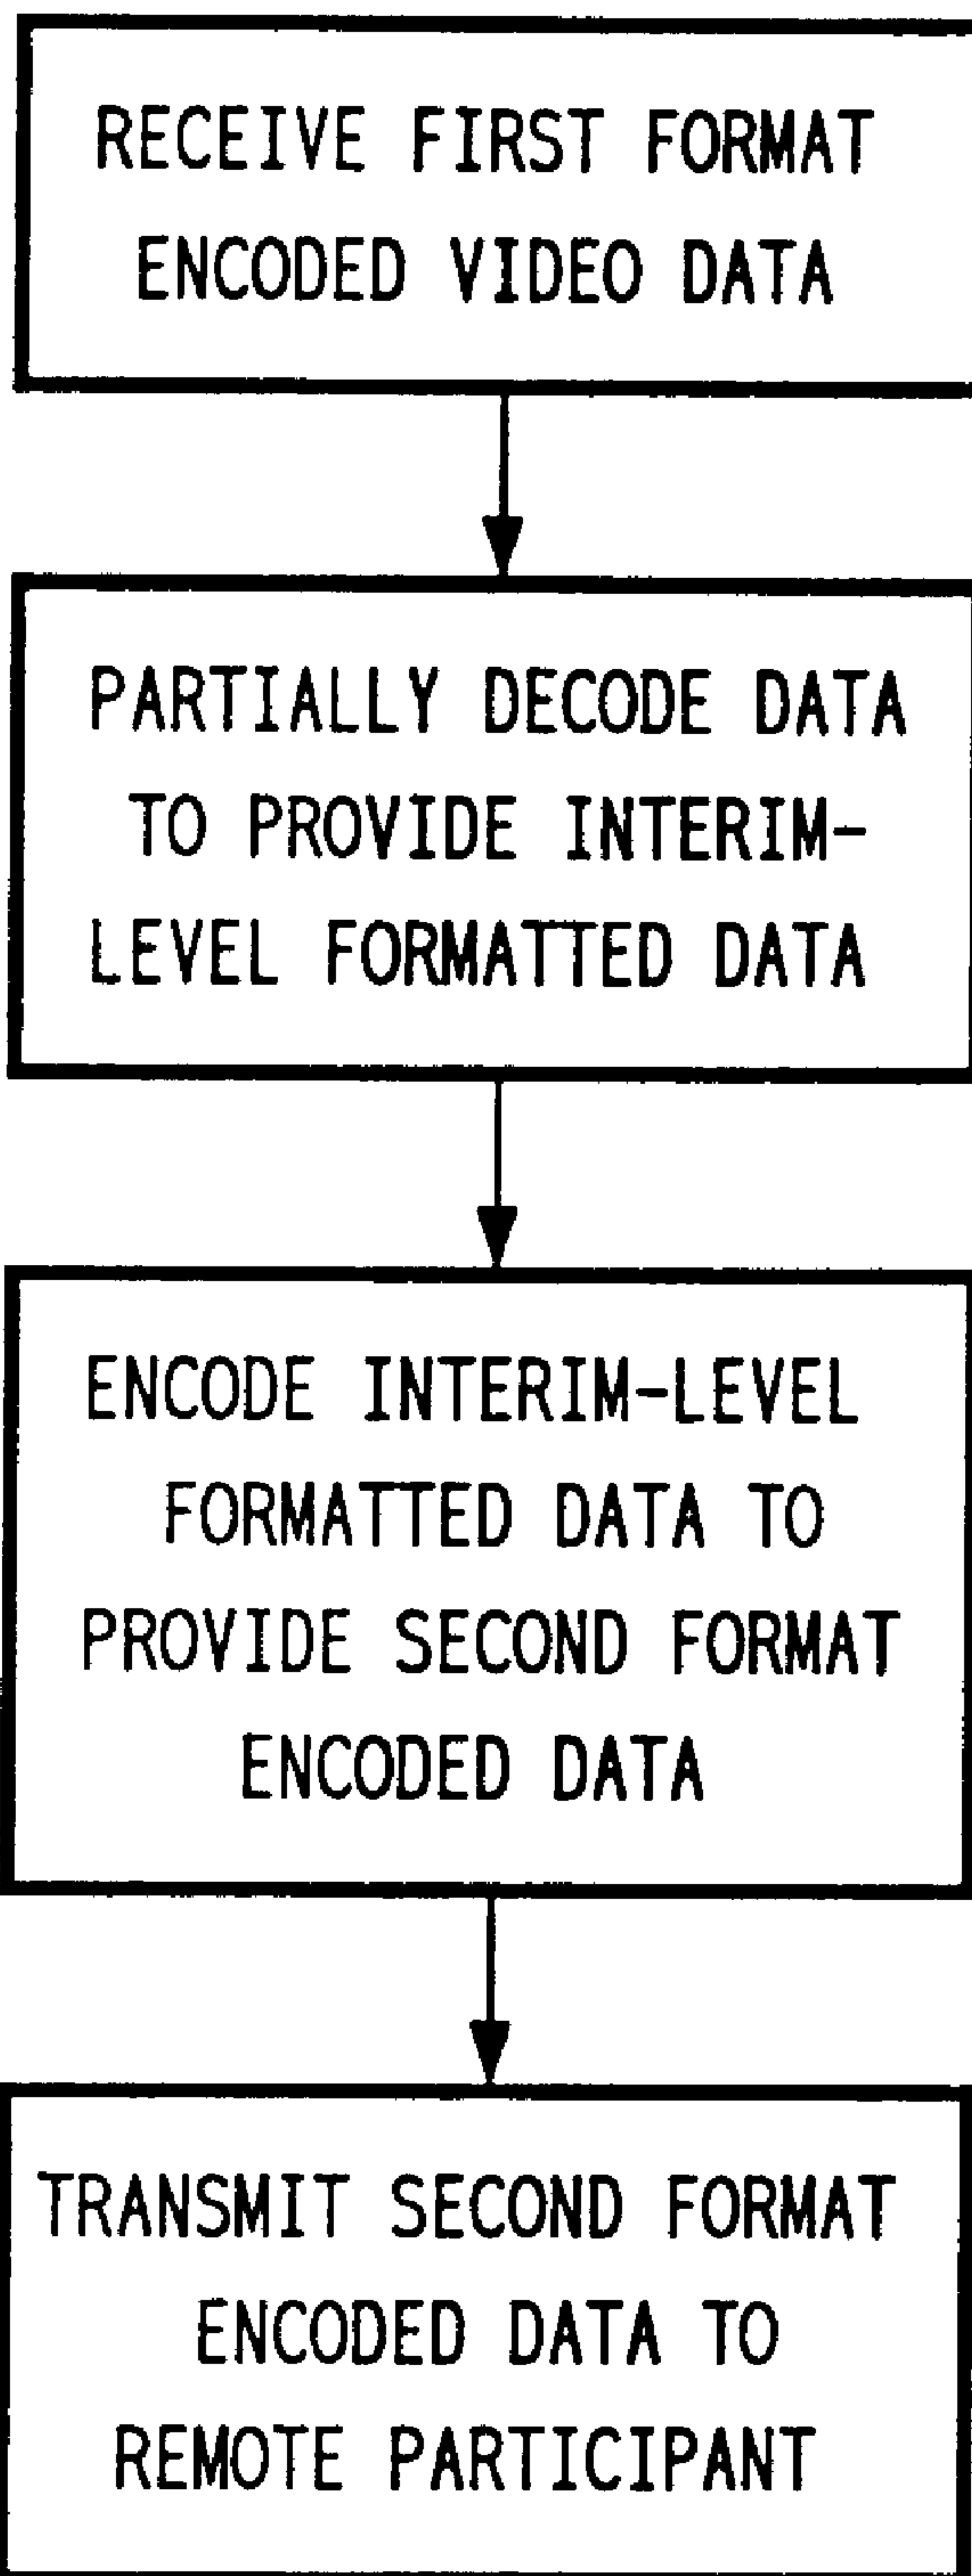 RECEIVE FIRST FORMAT
ENCODED VIDEO DATA
PARTIALLY DECODE DATA
TO PROVIDE INTERIM-
LEVEL FORMATTED DATA
ENCODE INTERIM-LEVEL
FORMATTED DATA TO
PROVIDE SECOND FORMAT
ENCODED DATA
TRANSMIT SECOND FORMAT
ENCODED DATA TO
REMOTE PARTICIPANT